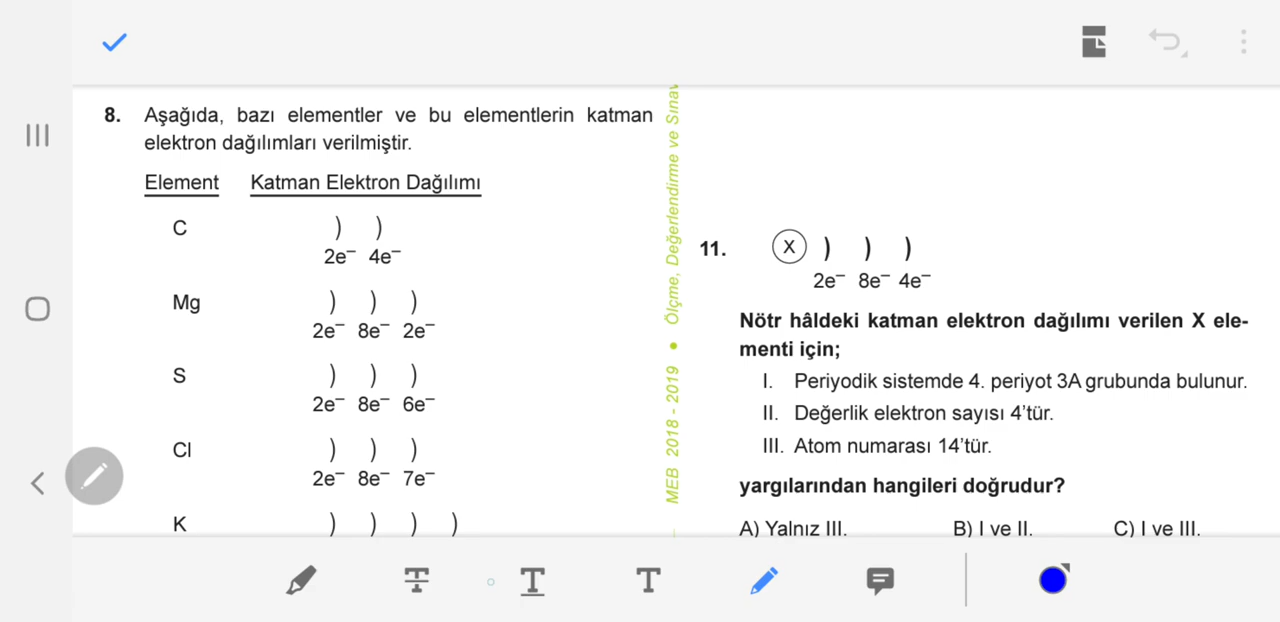 8. Aşağıda, bazı elementler ve bu elementlerin katman
elektron dağılımları verilmiştir.
Element Katman Elektron Dağılımı
C ) )
2e⁻ 4e⁻
Mg ) ) )
2e⁻ 8e⁻ 2e⁻
S ) ) )
2e⁻ 8e⁻ 6e⁻
Cl ) ) )
2e⁻ 8e⁻ 7e⁻
K ) ) ) )
MEB 2018 - 2019 • Ölçme, Değerlendirme ve Sınav
11. X ) ) )
2e⁻ 8e⁻ 4e⁻
Nötr hâldeki katman elektron dağılımı verilen X ele-
menti için;
I. Periyodik sistemde 4. periyot 3A grubunda bulunur.
II. Değerlik elektron sayısı 4’tür.
III. Atom numarası 14’tür.
yargılarından hangileri doğrudur?
A) Yalnız III. B) I ve II. C) I ve III.
T T T